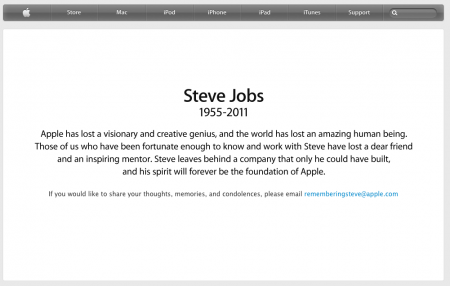 Store Mac iPod iPhone iPad iTunes Support
Steve Jobs
1955-2011
Apple has lost a visionary and creative genius, and the world has lost an amazing human being.
Those of us who have been fortunate enough to know and work with Steve have lost a dear friend
and an inspiring mentor. Steve leaves behind a company that only he could have built,
and his spirit will forever be the foundation of Apple.
If you would like to share your thoughts, memories, and condolences, please email rememberingsteve@apple.com